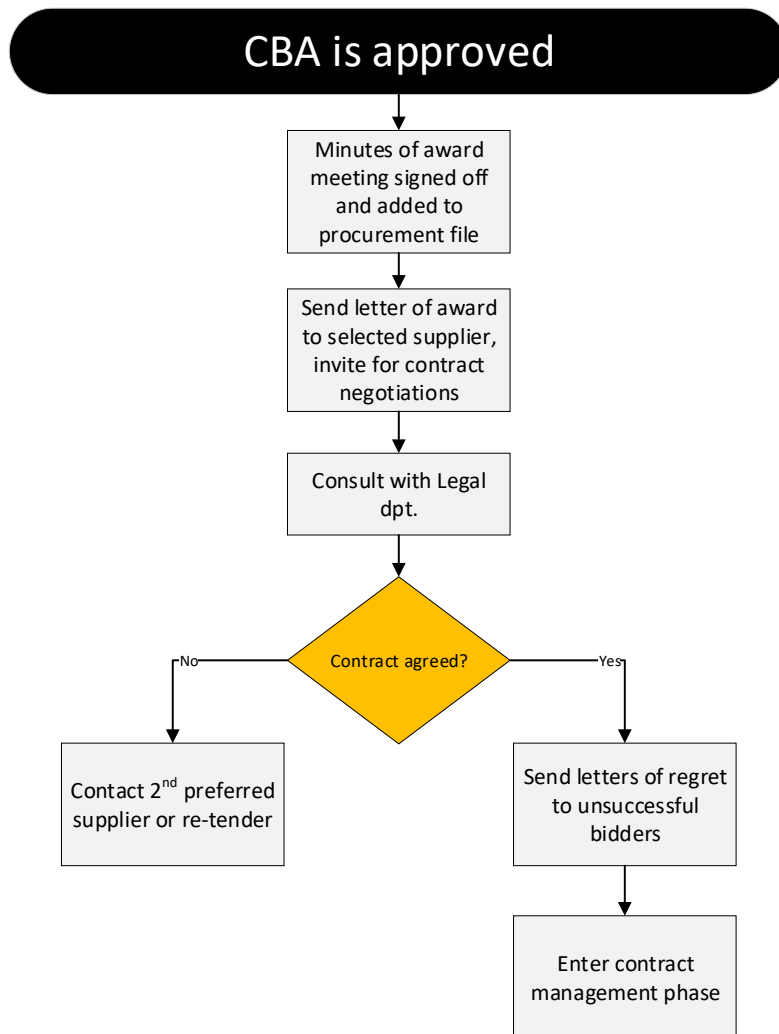 CBA is approved
Minutes of award
meeting signed off
and added to
procurement file
Send letter of award
to selected supplier,
invite for contract
negotiations
Consult with Legal
dpt.
Contract agreed?
No
Yes
Contact 2nd preferred
supplier or re-tender
Send letters of regret
to unsuccessful
bidders
Enter contract
management phase